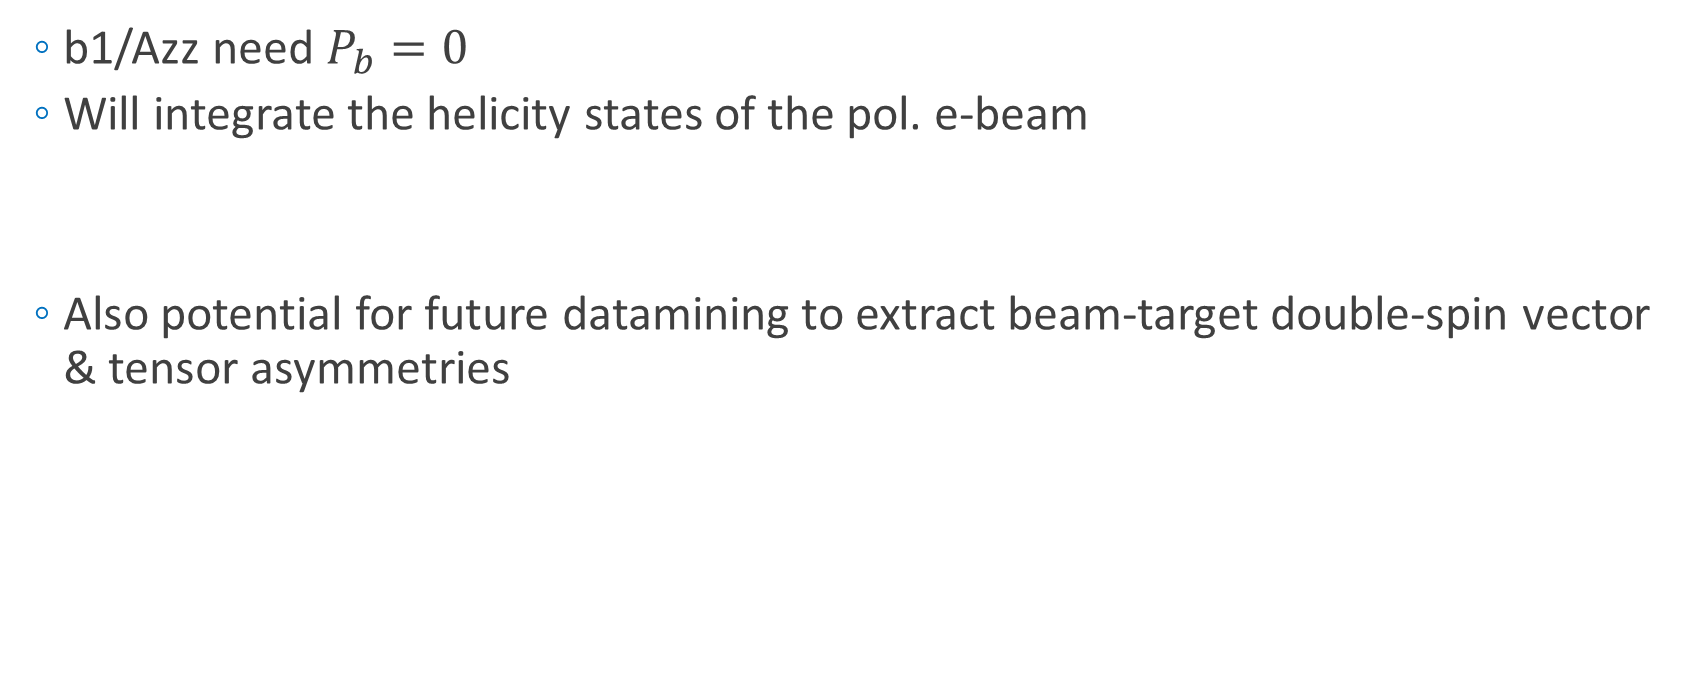 ◦ b1/Azz need $P_b = 0$
◦ Will integrate the helicity states of the pol. e-beam
◦ Also potential for future datamining to extract beam-target double-spin vector
& tensor asymmetries